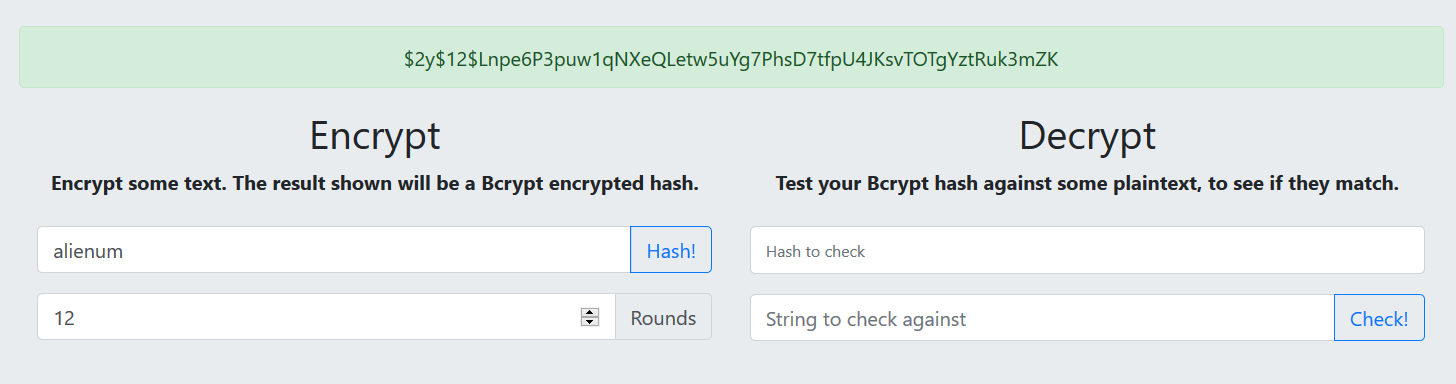 $2y$12$Lnpe6P3puw1qNXeQLetw5uYg7PhsD7tfpU4JKsvTOTgYztRuk3mZK
Encrypt
Encrypt some text. The result shown will be a Bcrypt encrypted hash.
alienum Hash!
12 Rounds
Decrypt
Test your Bcrypt hash against some plaintext, to see if they match.
Hash to check
String to check against Check!